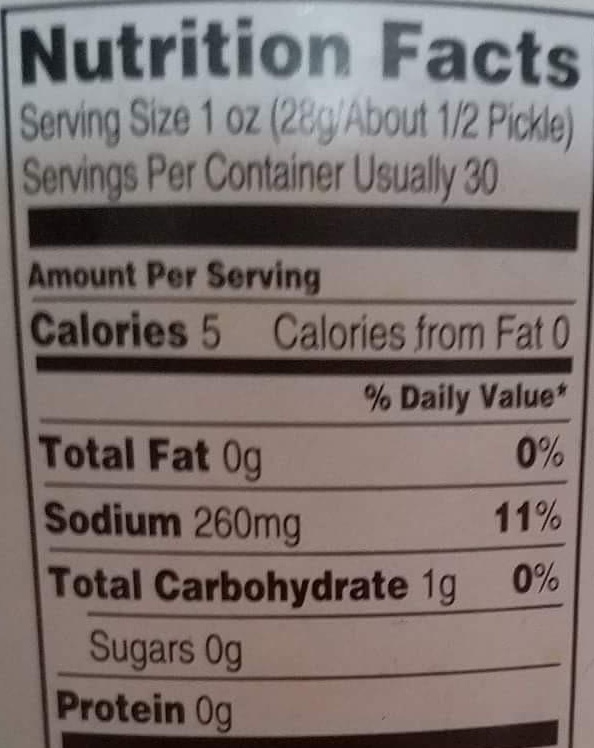 Nutrition Facts
Serving Size 1 oz (28g/About 1/2 Pickle)
Servings Per Container Usually 30
Amount Per Serving
Calories 5 Calories from Fat 0
% Daily Value*
Total Fat 0g 0%
Sodium 260mg 11%
Total Carbohydrate 1g 0%
Sugars 0g
Protein 0g